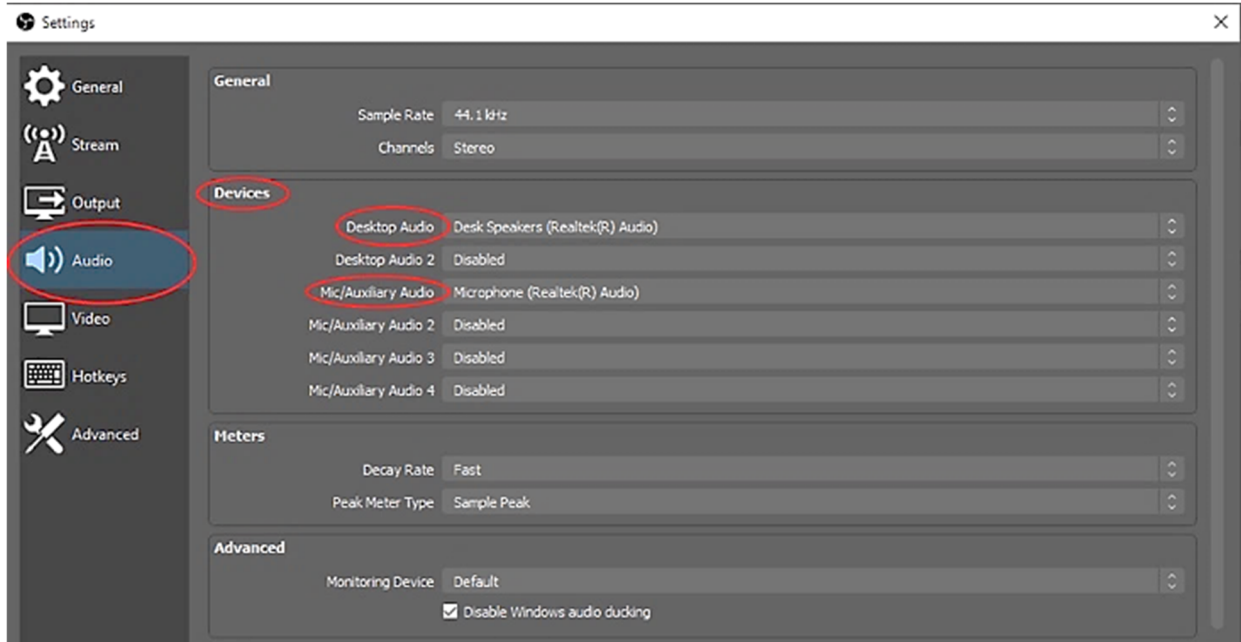 Settings
General
Stream
Output
Audio
Video
Hotkeys
Advanced
General
Sample Rate 44.1 kHz
Channels Stereo
Devices
Desktop Audio Desk Speakers (Realtek(R) Audio)
Desktop Audio 2 Disabled
Mic/Auxiliary Audio Microphone (Realtek(R) Audio)
Mic/Auxiliary Audio 2 Disabled
Mic/Auxiliary Audio 3 Disabled
Mic/Auxiliary Audio 4 Disabled
Meters
Decay Rate Fast
Peak Meter Type Sample Peak
Advanced
Monitoring Device Default
Disable Windows audio ducking